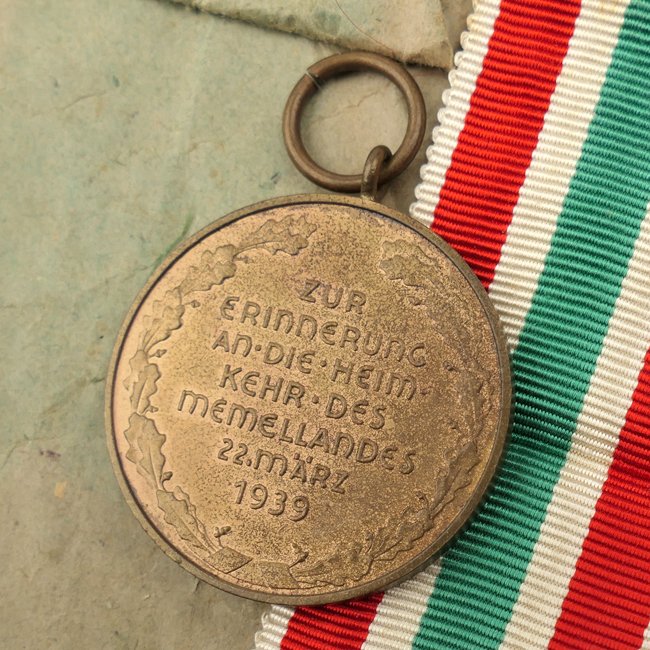 ZUR
ERINNERUNG
AN·DIE·HEIM·
KEHR·DES
MEMELLANDES
22.MÄRZ
1939